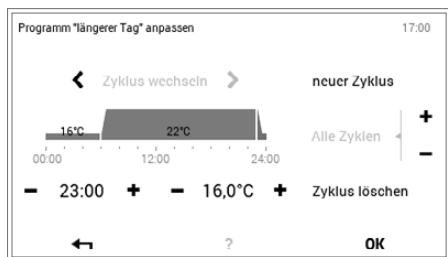 Programm "längerer Tag" anpassen 17:00
Zyklus wechseln neuer Zyklus
16°C 22°C Alle Zyklen + −
00:00 12:00 24:00
− 23:00 + − 16,0°C + Zyklus löschen
? OK